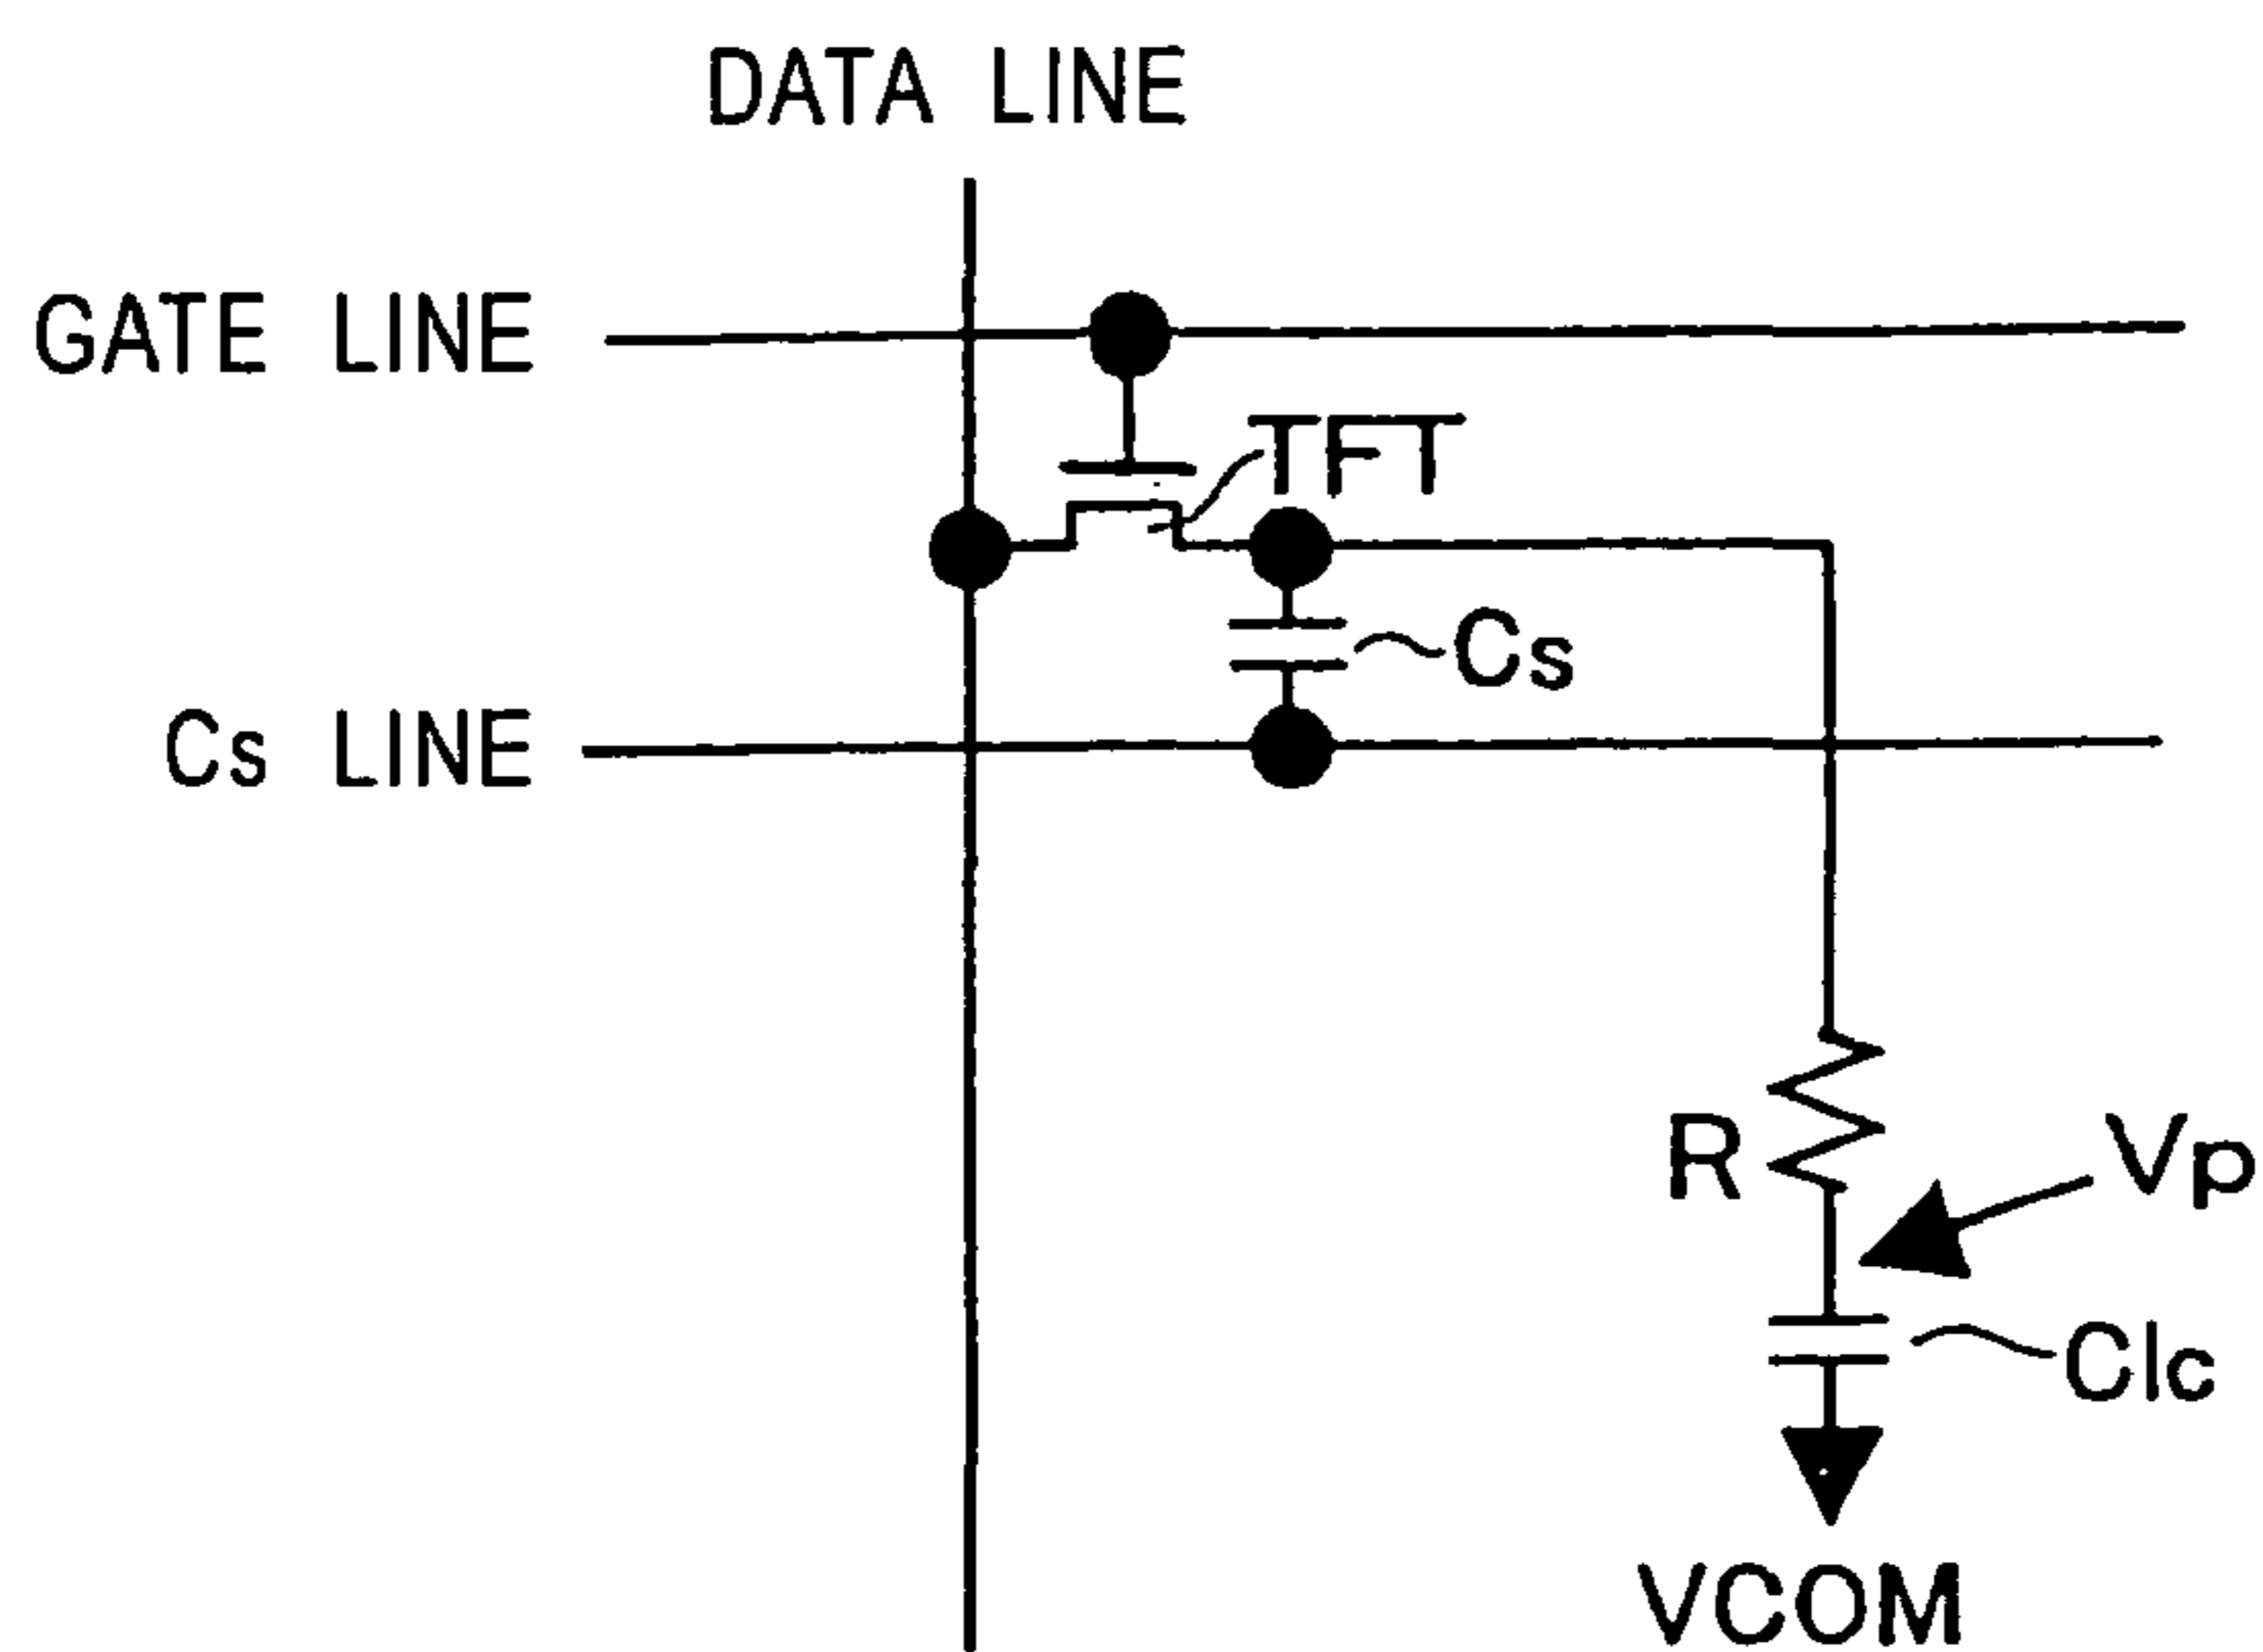 DATA LINE
GATE LINE
TFT
Cs
Cs LINE
R
Vp
Clc
VCOM